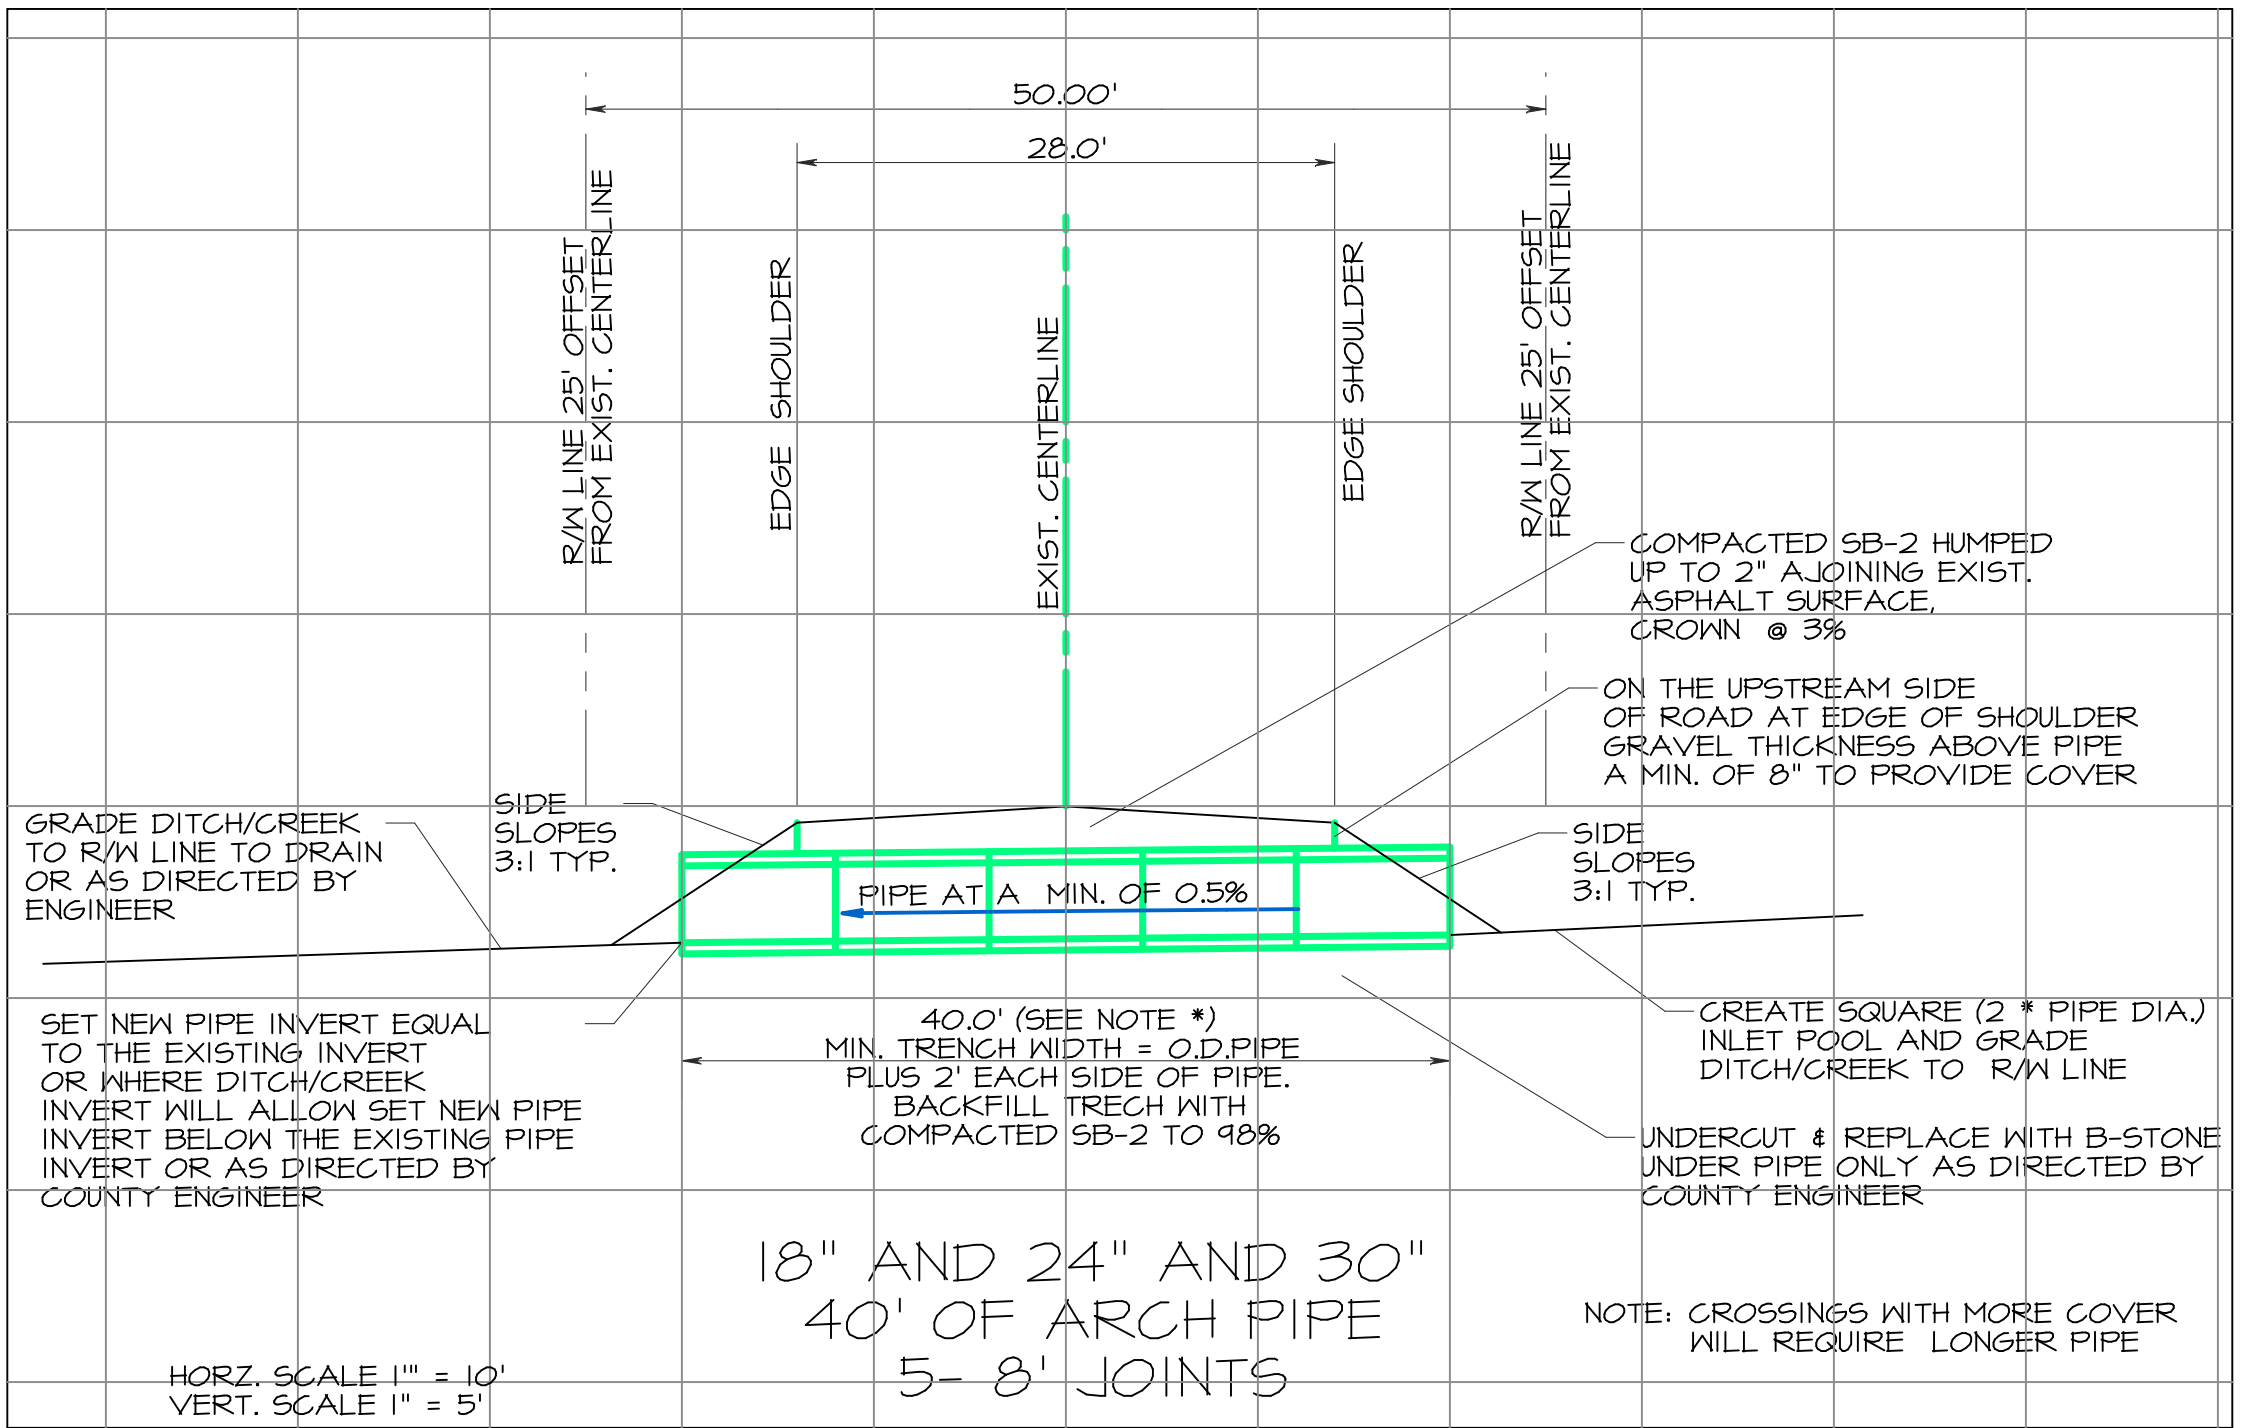 50.00'
28.0'
R/W LINE 25' OFFSET
FROM EXIST. CENTERLINE
EDGE SHOULDER
EXIST. CENTERLINE
EDGE SHOULDER
R/W LINE 25' OFFSET
FROM EXIST. CENTERLINE
COMPACTED SB-2 HUMPED
UP TO 2" AJOINING EXIST.
ASPHALT SURFACE,
CROWN @ 3%
ON THE UPSTREAM SIDE
OF ROAD AT EDGE OF SHOULDER
GRAVEL THICKNESS ABOVE PIPE
A MIN. OF 8" TO PROVIDE COVER
SIDE
SLOPES
3:1 TYP.
GRADE DITCH/CREEK
TO R/W LINE TO DRAIN
OR AS DIRECTED BY
ENGINEER
SIDE
SLOPES
3:1 TYP.
PIPE AT A MIN. OF 0.5%
SET NEW PIPE INVERT EQUAL
TO THE EXISTING INVERT
OR WHERE DITCH/CREEK
INVERT WILL ALLOW SET NEW PIPE
INVERT BELOW THE EXISTING PIPE
INVERT OR AS DIRECTED BY
COUNTY ENGINEER
40.0' (SEE NOTE *)
MIN. TRENCH WIDTH = O.D.PIPE
PLUS 2' EACH SIDE OF PIPE.
BACKFILL TRECH WITH
COMPACTED SB-2 TO 98%
CREATE SQUARE (2 * PIPE DIA.)
INLET POOL AND GRADE
DITCH/CREEK TO R/W LINE
UNDERCUT & REPLACE WITH B-STONE
UNDER PIPE ONLY AS DIRECTED BY
COUNTY ENGINEER
18" AND 24" AND 30"
40' OF ARCH PIPE
5- 8' JOINTS
NOTE: CROSSINGS WITH MORE COVER
WILL REQUIRE LONGER PIPE
HORZ. SCALE 1"' = 10'
VERT. SCALE 1" = 5'